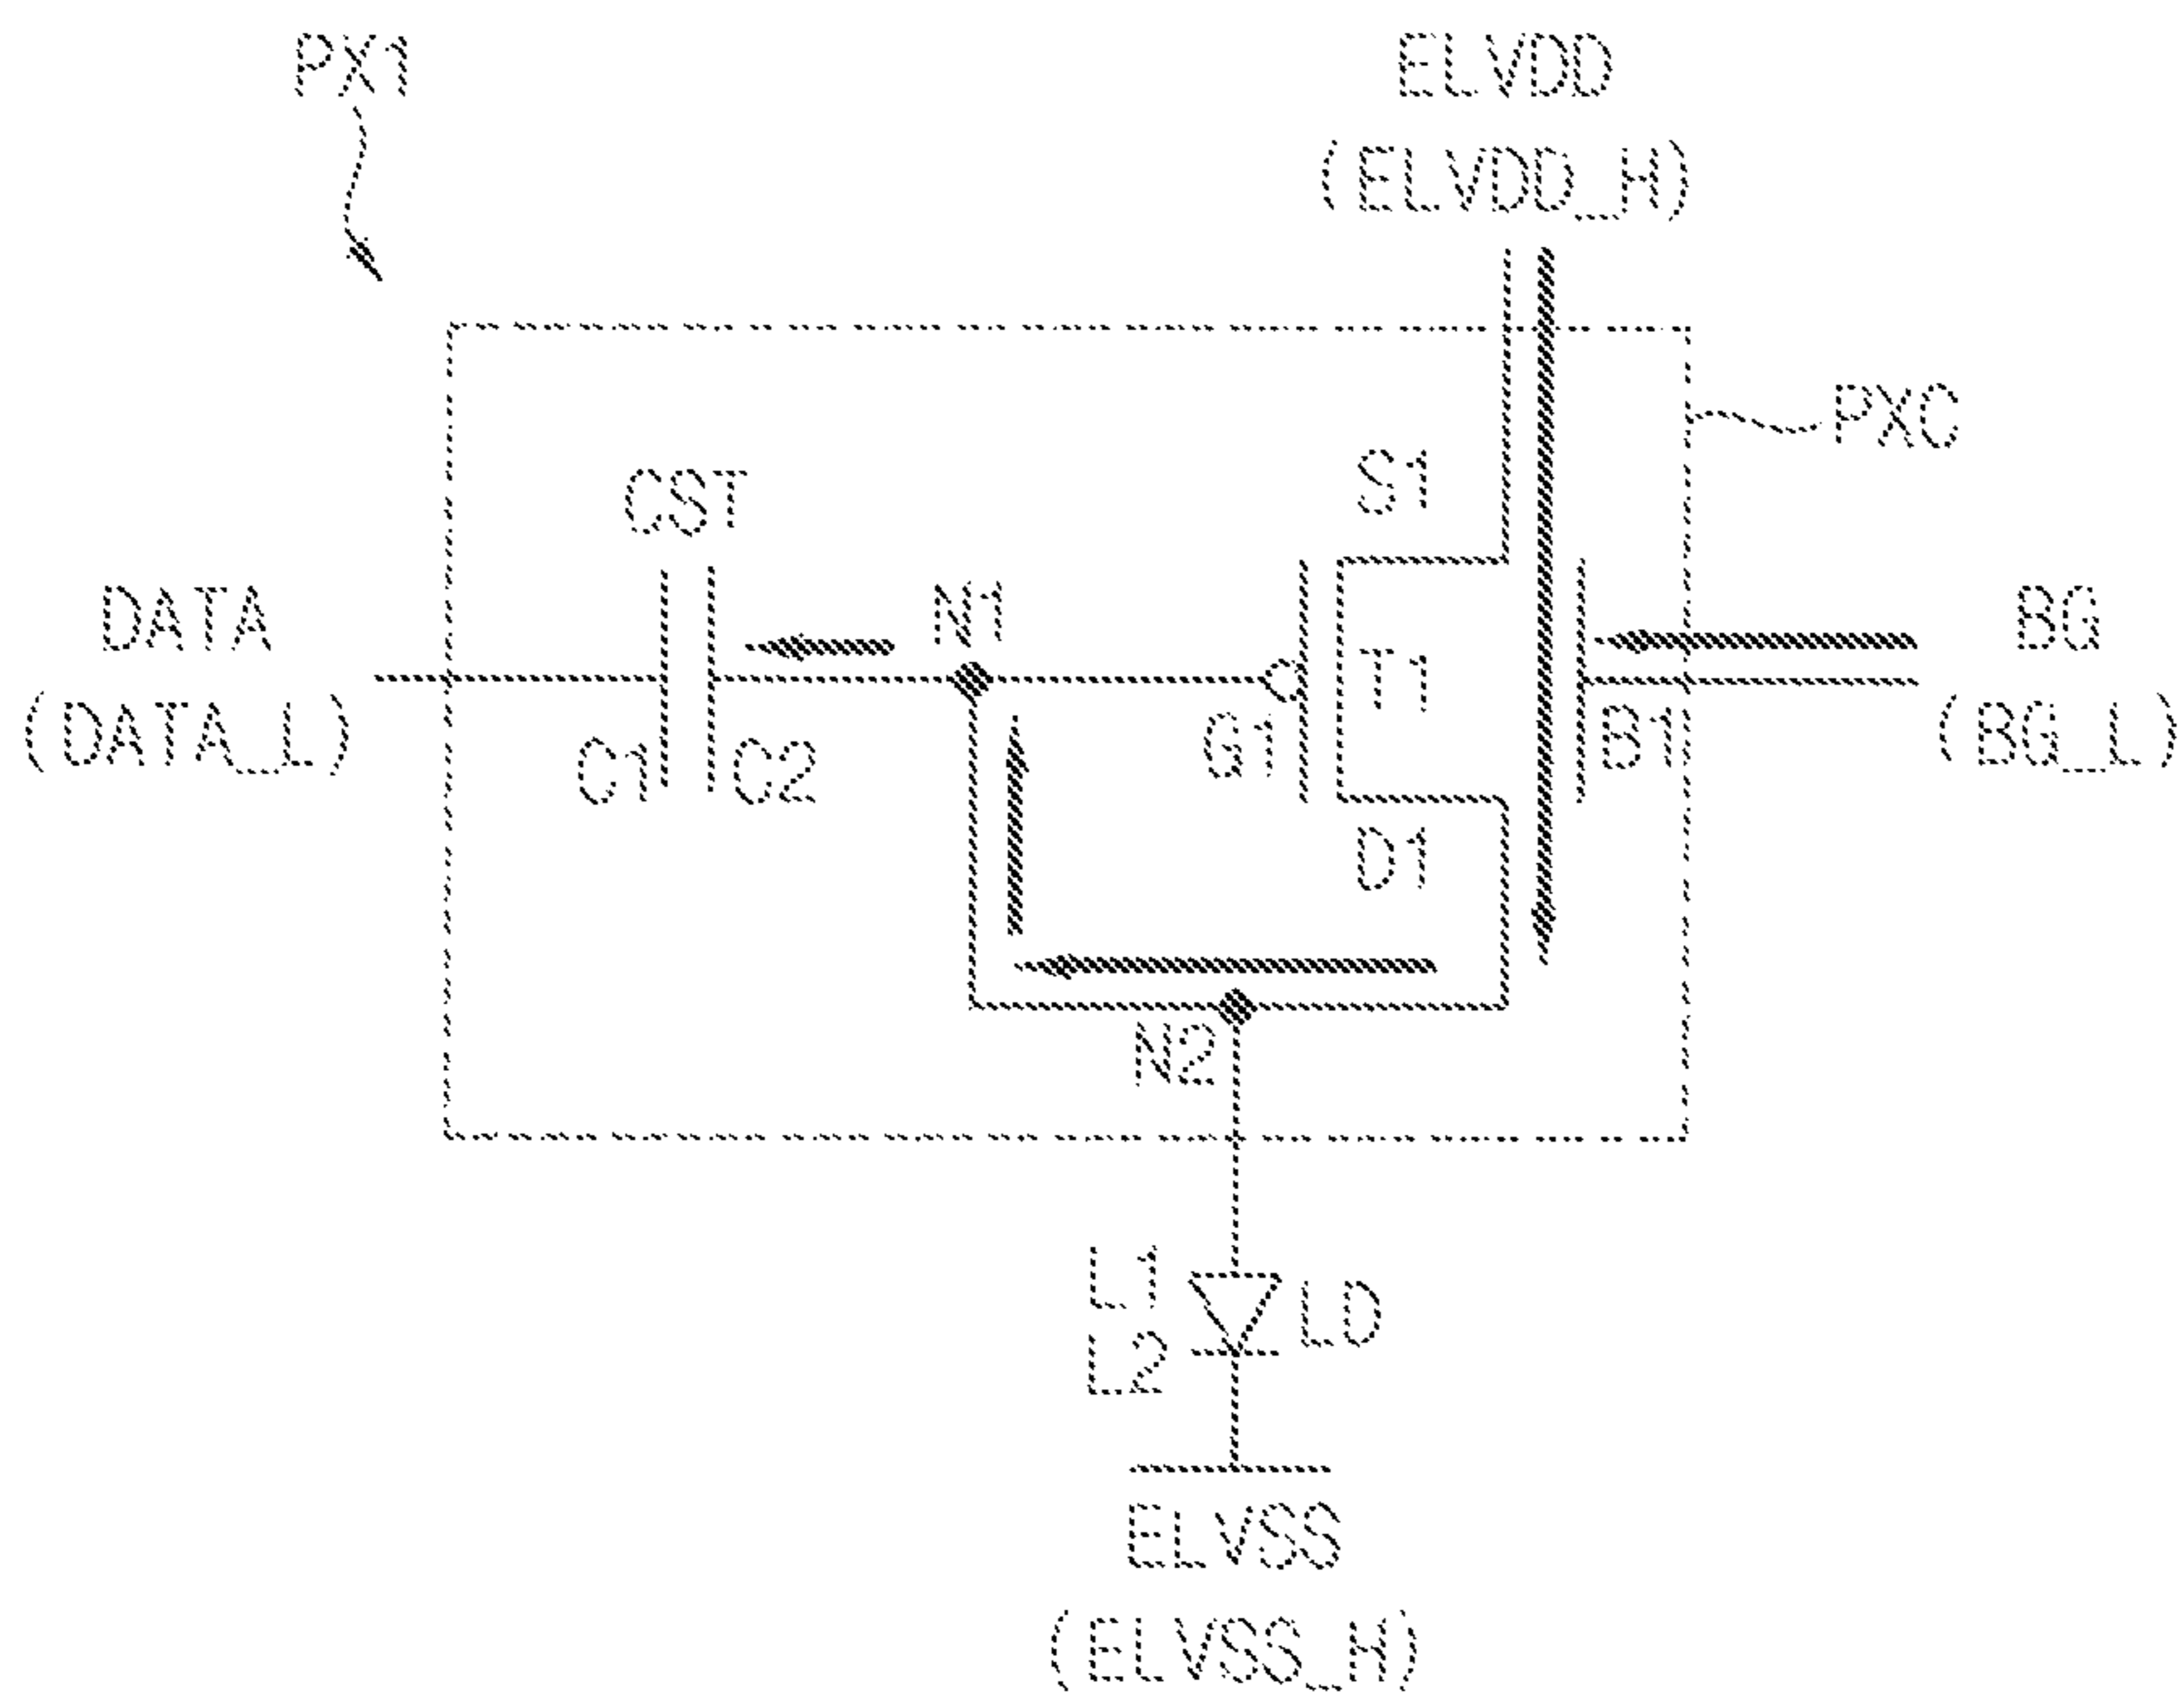 PX1
ELVDD
(ELVDD_H)
PXC
S1
CST
DATA
(DATA_L)
N1
T1
BG
(BG_L)
C1
C2
G1
B1
D1
N2
L1
L2
LD
ELVSS
(ELVSS_H)